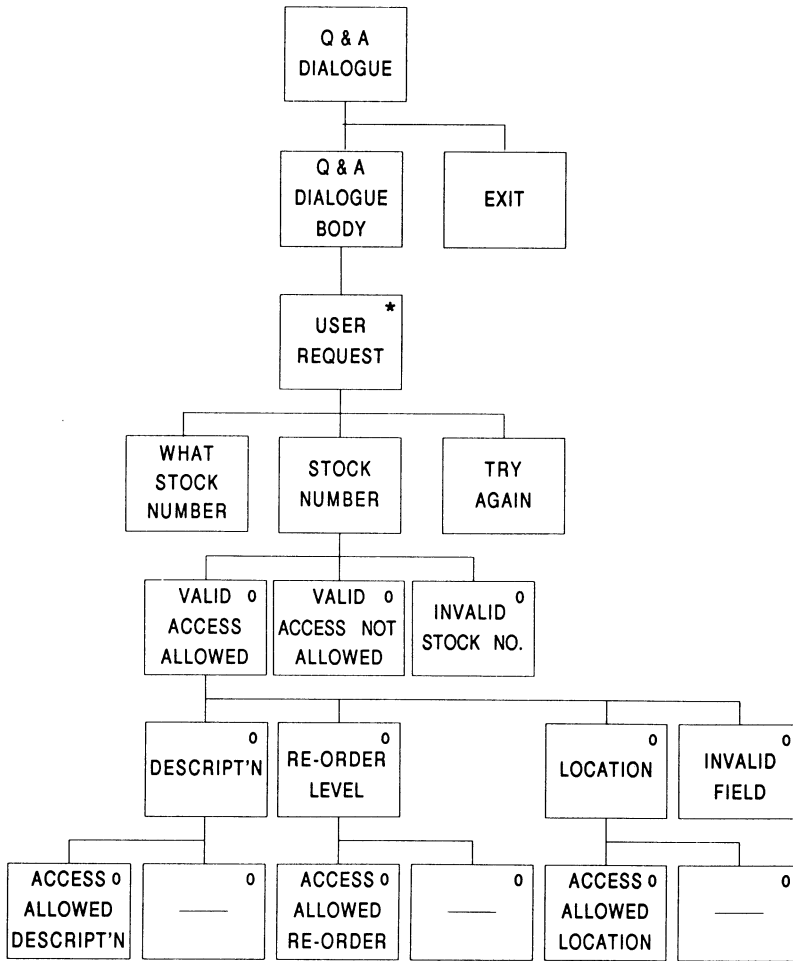 Q & A
DIALOGUE
Q & A
DIALOGUE
BODY
EXIT
*
USER
REQUEST
WHAT
STOCK
NUMBER
STOCK
NUMBER
TRY
AGAIN
VALID o
ACCESS
ALLOWED
VALID o
ACCESS NOT
ALLOWED
o
INVALID
STOCK NO.
o
DESCRIPT'N
o
RE-ORDER
LEVEL
o
LOCATION
o
INVALID
FIELD
ACCESS o
ALLOWED
DESCRIPT'N
o
——
ACCESS o
ALLOWED
RE-ORDER
o
——
ACCESS o
ALLOWED
LOCATION
o
——